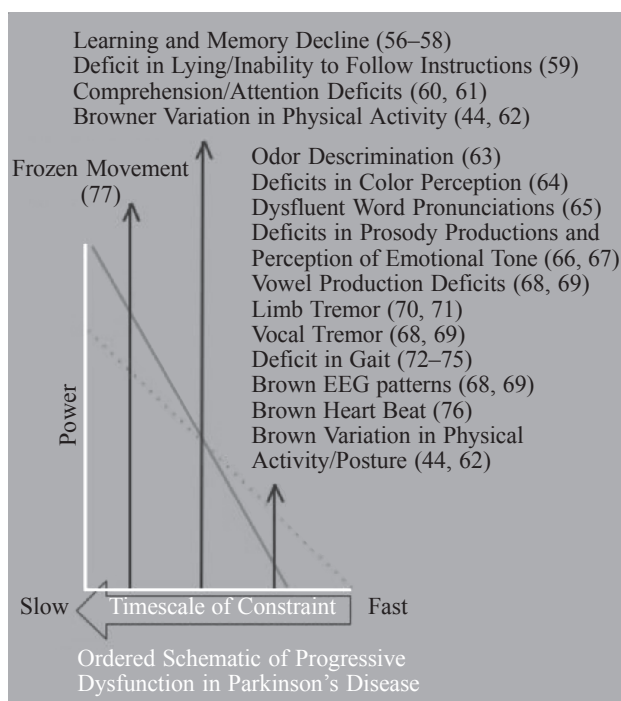 Learning and Memory Decline (56–58)
Deficit in Lying/Inability to Follow Instructions (59)
Comprehension/Attention Deficits (60, 61)
Browner Variation in Physical Activity (44, 62)
Frozen Movement
(77)
Odor Descrimination (63)
Deficits in Color Perception (64)
Dysfluent Word Pronunciations (65)
Deficits in Prosody Productions and
Perception of Emotional Tone (66, 67)
Vowel Production Deficits (68, 69)
Limb Tremor (70, 71)
Vocal Tremor (68, 69)
Deficit in Gait (72–75)
Brown EEG patterns (68, 69)
Brown Heart Beat (76)
Brown Variation in Physical
Activity/Posture (44, 62)
Power
Slow
Timescale of Constraint
Fast
Ordered Schematic of Progressive
Dysfunction in Parkinson’s Disease